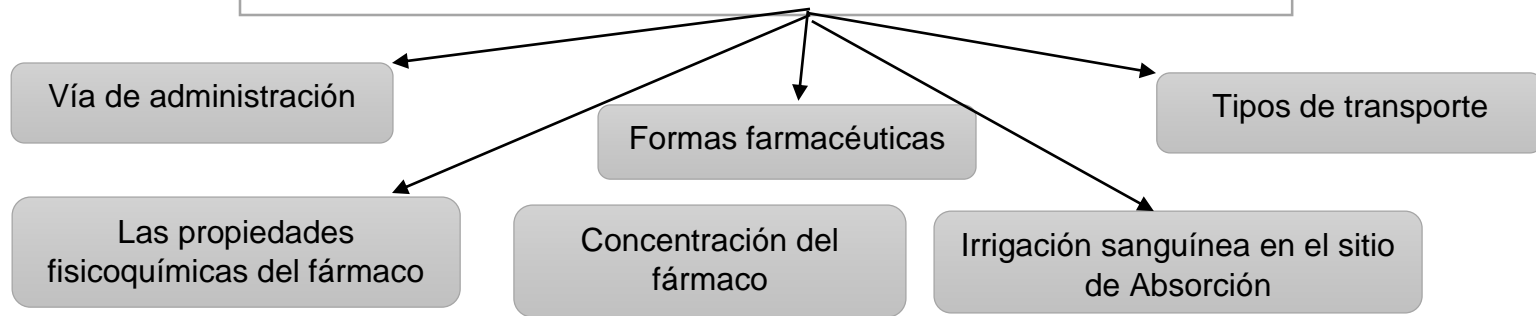 Vía de administración
Formas farmacéuticas
Tipos de transporte
Las propiedades
fisicoquímicas del fármaco
Concentración del
fármaco
Irrigación sanguínea en el sitio
de Absorción